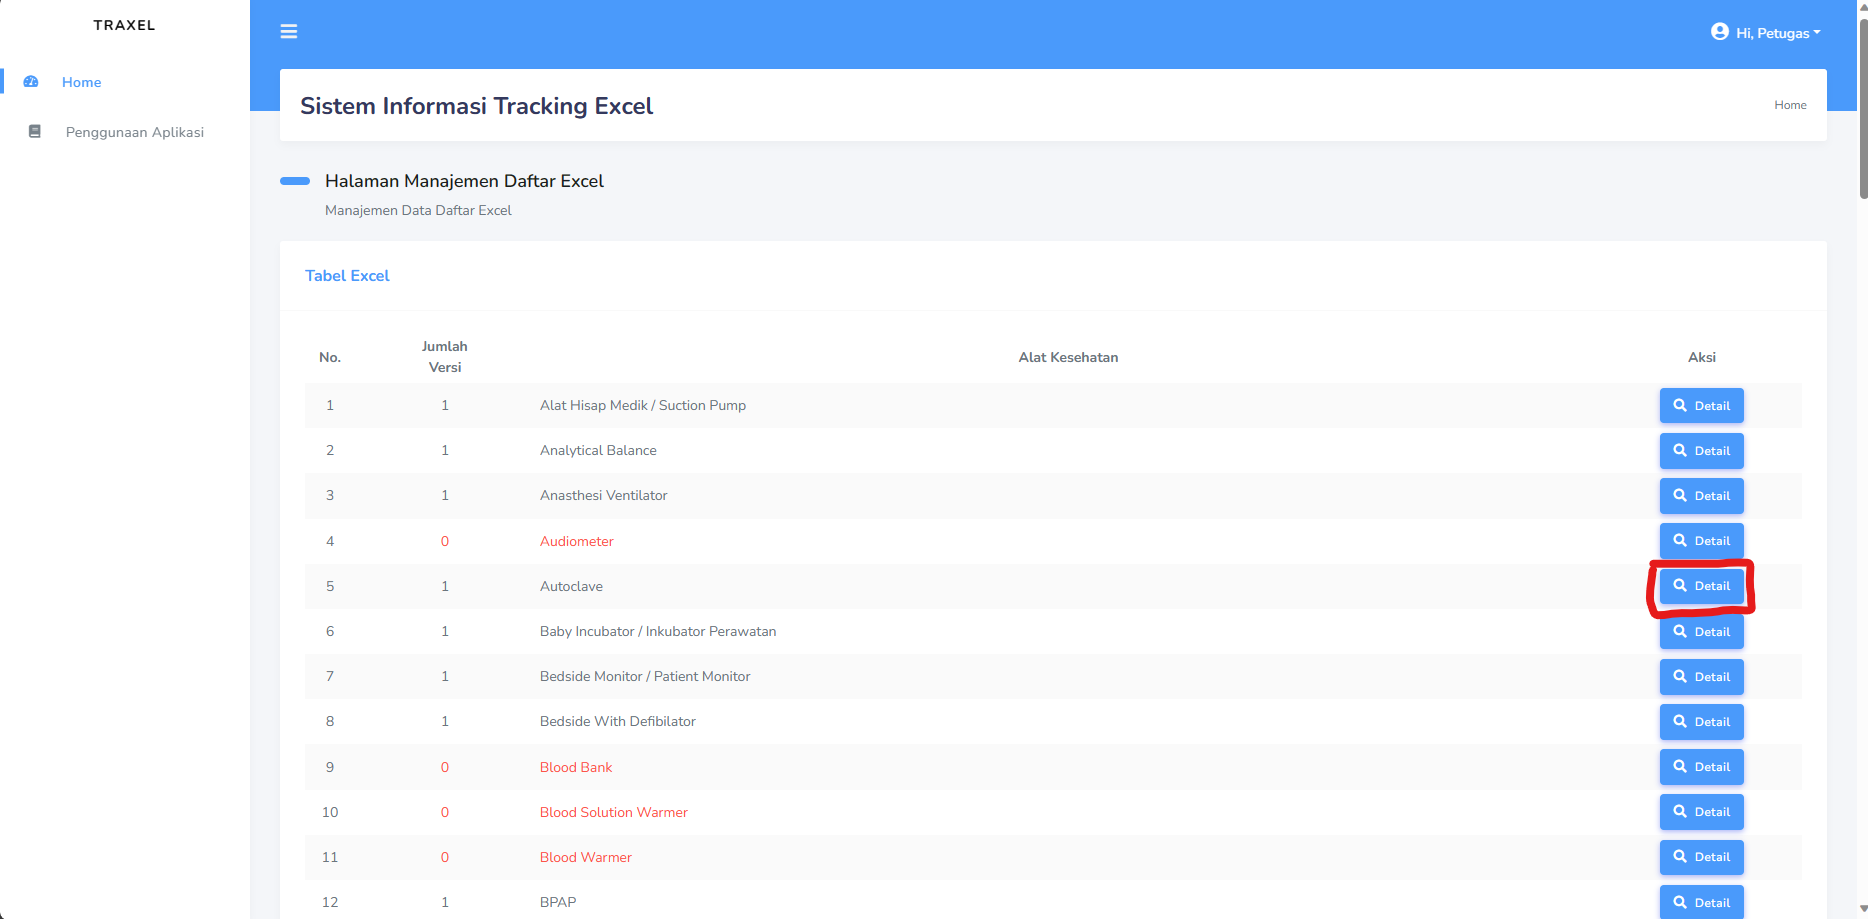 TRAXEL
Hi, Petugas
Home
Penggunaan Aplikasi
Sistem Informasi Tracking Excel
Home
Halaman Manajemen Daftar Excel
Manajemen Data Daftar Excel
Tabel Excel
No. Jumlah Versi Alat Kesehatan Aksi
1 1 Alat Hisap Medik / Suction Pump Detail
2 1 Analytical Balance Detail
3 1 Anasthesi Ventilator Detail
4 0 Audiometer Detail
5 1 Autoclave Detail
6 1 Baby Incubator / Inkubator Perawatan Detail
7 1 Bedside Monitor / Patient Monitor Detail
8 1 Bedside With Defibilator Detail
9 0 Blood Bank Detail
10 0 Blood Solution Warmer Detail
11 0 Blood Warmer Detail
12 1 BPAP Detail